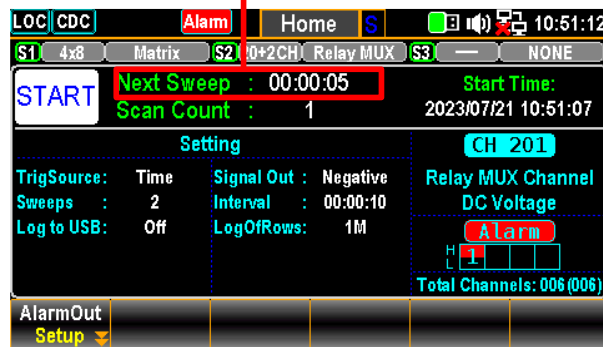 LOC CDC Alarm Home S 10:51:12
S1 4x8 Matrix S2 20+2CH Relay MUX S3 — NONE
START
Next Sweep : 00:00:05
Scan Count : 1
Start Time:
2023/07/21 10:51:07
Setting
TrigSource: Time Signal Out : Negative
Sweeps : 2 Interval : 00:00:10
Log to USB: Off LogOfRows: 1M
CH 201
Relay MUX Channel
DC Voltage
Alarm
H
L
1
Total Channels: 006(006)
AlarmOut
Setup